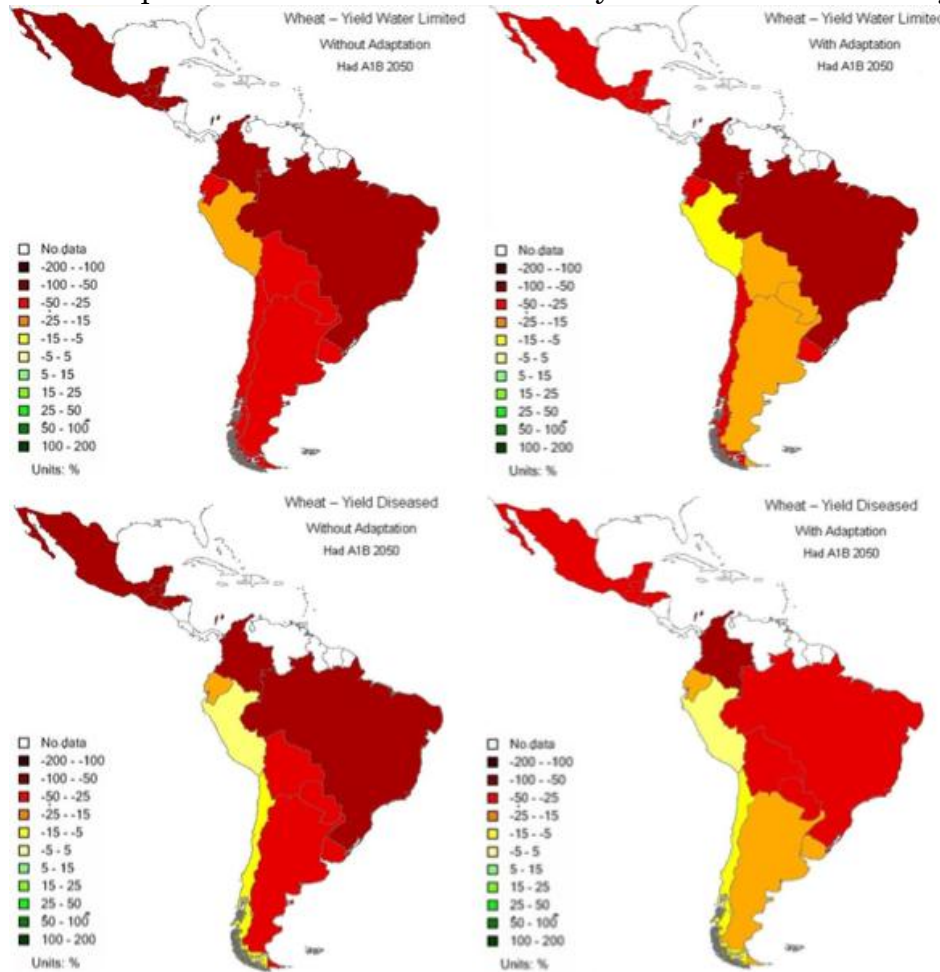 Wheat – Yield Water Limited
Without Adaptation
Had A1B 2050
No data
-200 - -100
-100 - -50
-50 - -25
-25 - -15
-15 - -5
-5 - 5
5 - 15
15 - 25
25 - 50
50 - 100
100 - 200
Units: %
Wheat – Yield Water Limited
With Adaptation
Had A1B 2050
No data
-200 - -100
-100 - -50
-50 - -25
-25 - -15
-15 - -5
-5 - 5
5 - 15
15 - 25
25 - 50
50 - 100
100 - 200
Units: %
Wheat – Yield Diseased
Without Adaptation
Had A1B 2050
No data
-200 - -100
-100 - -50
-50 - -25
-25 - -15
-15 - -5
-5 - 5
5 - 15
15 - 25
25 - 50
50 - 100
100 - 200
Units: %
Wheat – Yield Diseased
With Adaptation
Had A1B 2050
No data
-200 - -100
-100 - -50
-50 - -25
-25 - -15
-15 - -5
-5 - 5
5 - 15
15 - 25
25 - 50
50 - 100
100 - 200
Units: %